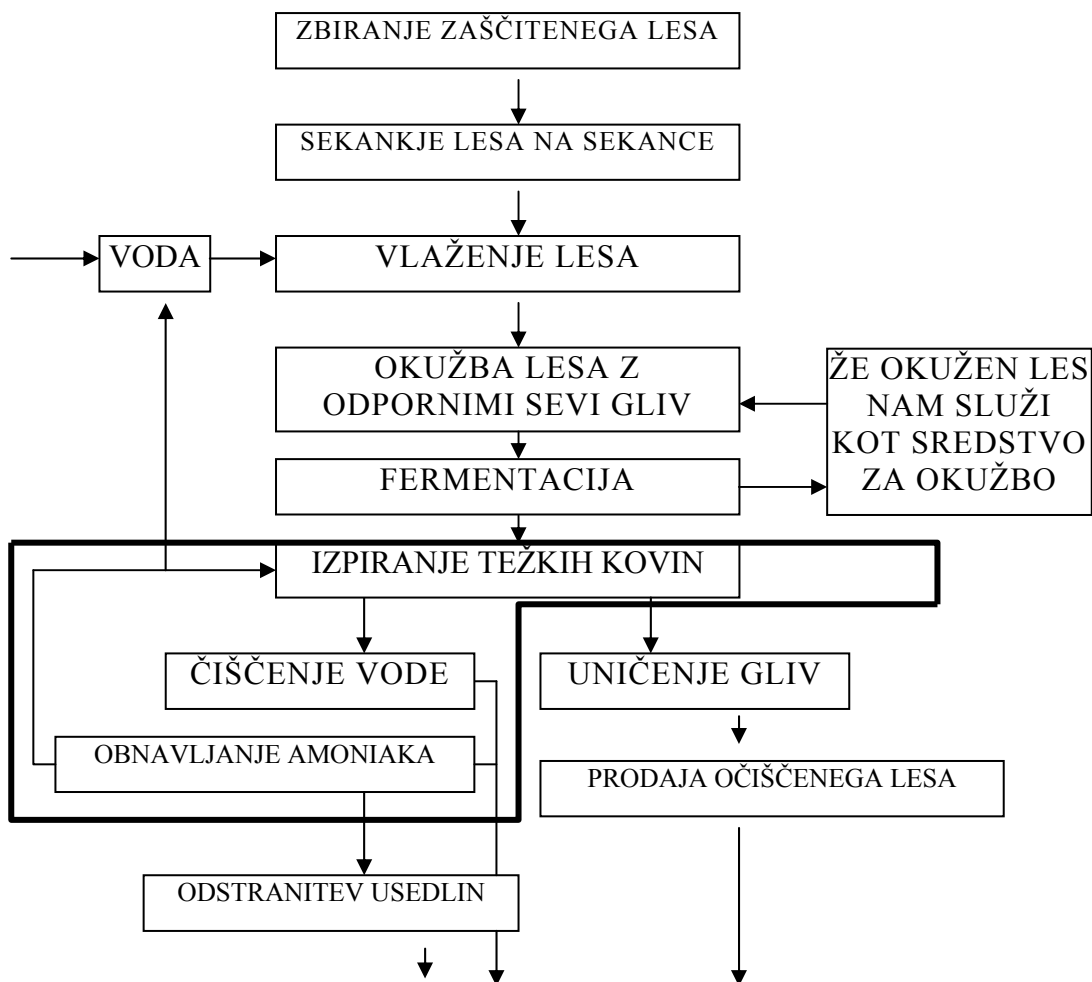 ZBIRANJE ZAŠČITENEGA LESA
SEKANKJE LESA NA SEKANCE
VODA
VLAŽENJE LESA
OKUŽBA LESA Z
ODPORNIMI SEVI GLIV
ŽE OKUŽEN LES
NAM SLUŽI
KOT SREDSTVO
ZA OKUŽBO
FERMENTACIJA
IZPIRANJE TEŽKIH KOVIN
ČIŠČENJE VODE
UNIČENJE GLIV
OBNAVLJANJE AMONIAKA
PRODAJA OČIŠČENEGA LESA
ODSTRANITEV USEDLIN